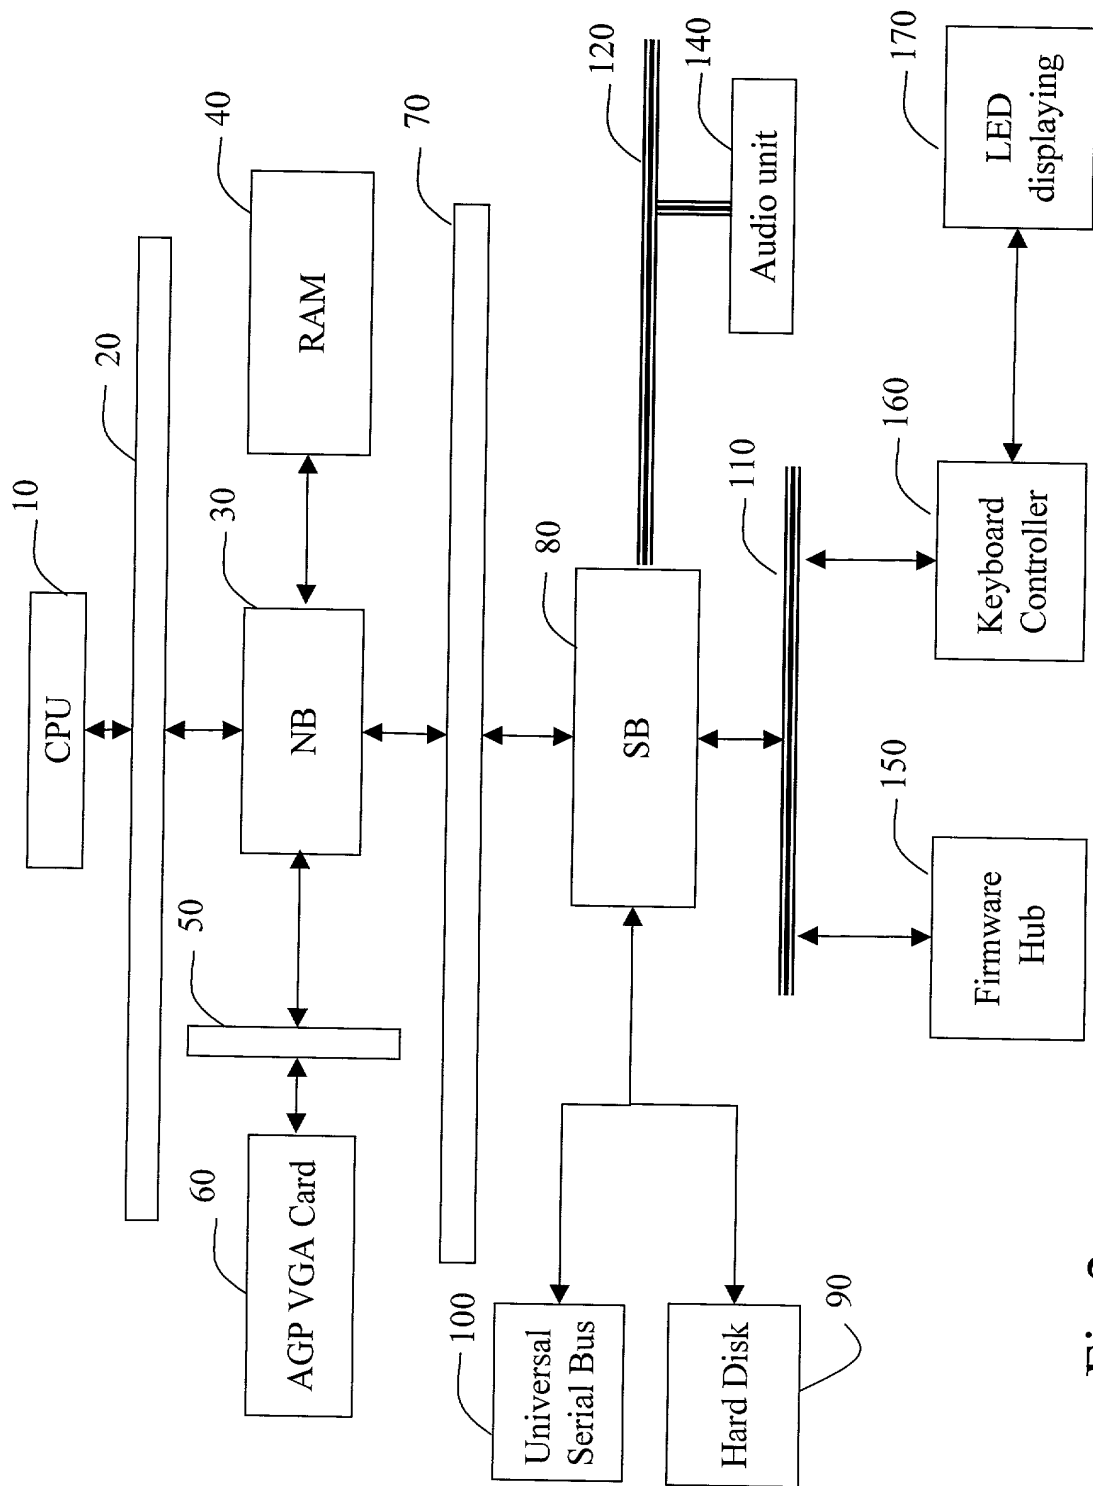 10
CPU
20
30
40
NB
RAM
50
60
AGP VGA Card
70
80
SB
120
140
Audio unit
100
Universal
Serial Bus
90
Hard Disk
110
150
Firmware
Hub
160
Keyboard
Controller
170
LED
displaying